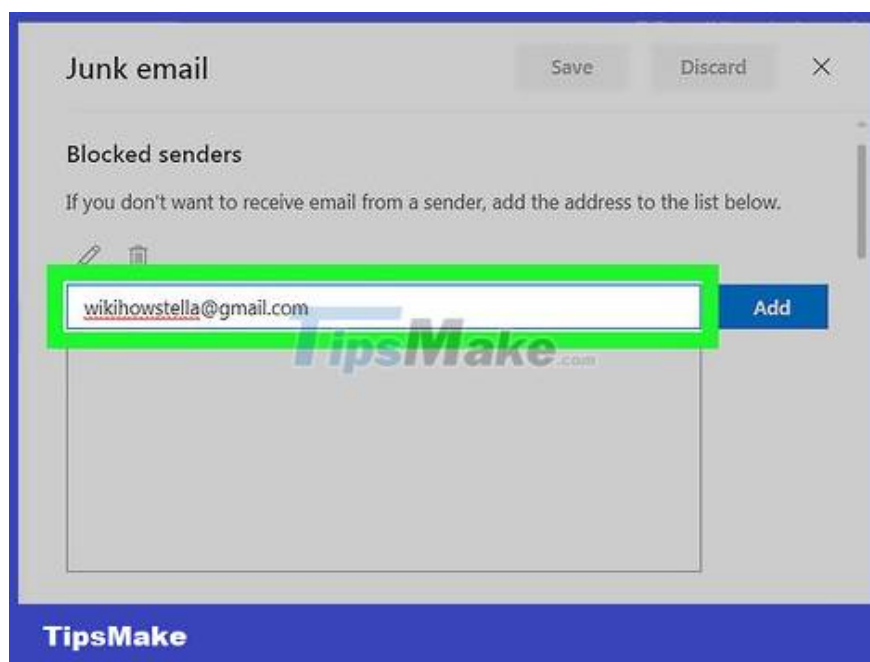 Junk email
Save
Discard
Blocked senders
If you don't want to receive email from a sender, add the address to the list below.
wikihowstella@gmail.com
Add
TipsMake.com
TipsMake